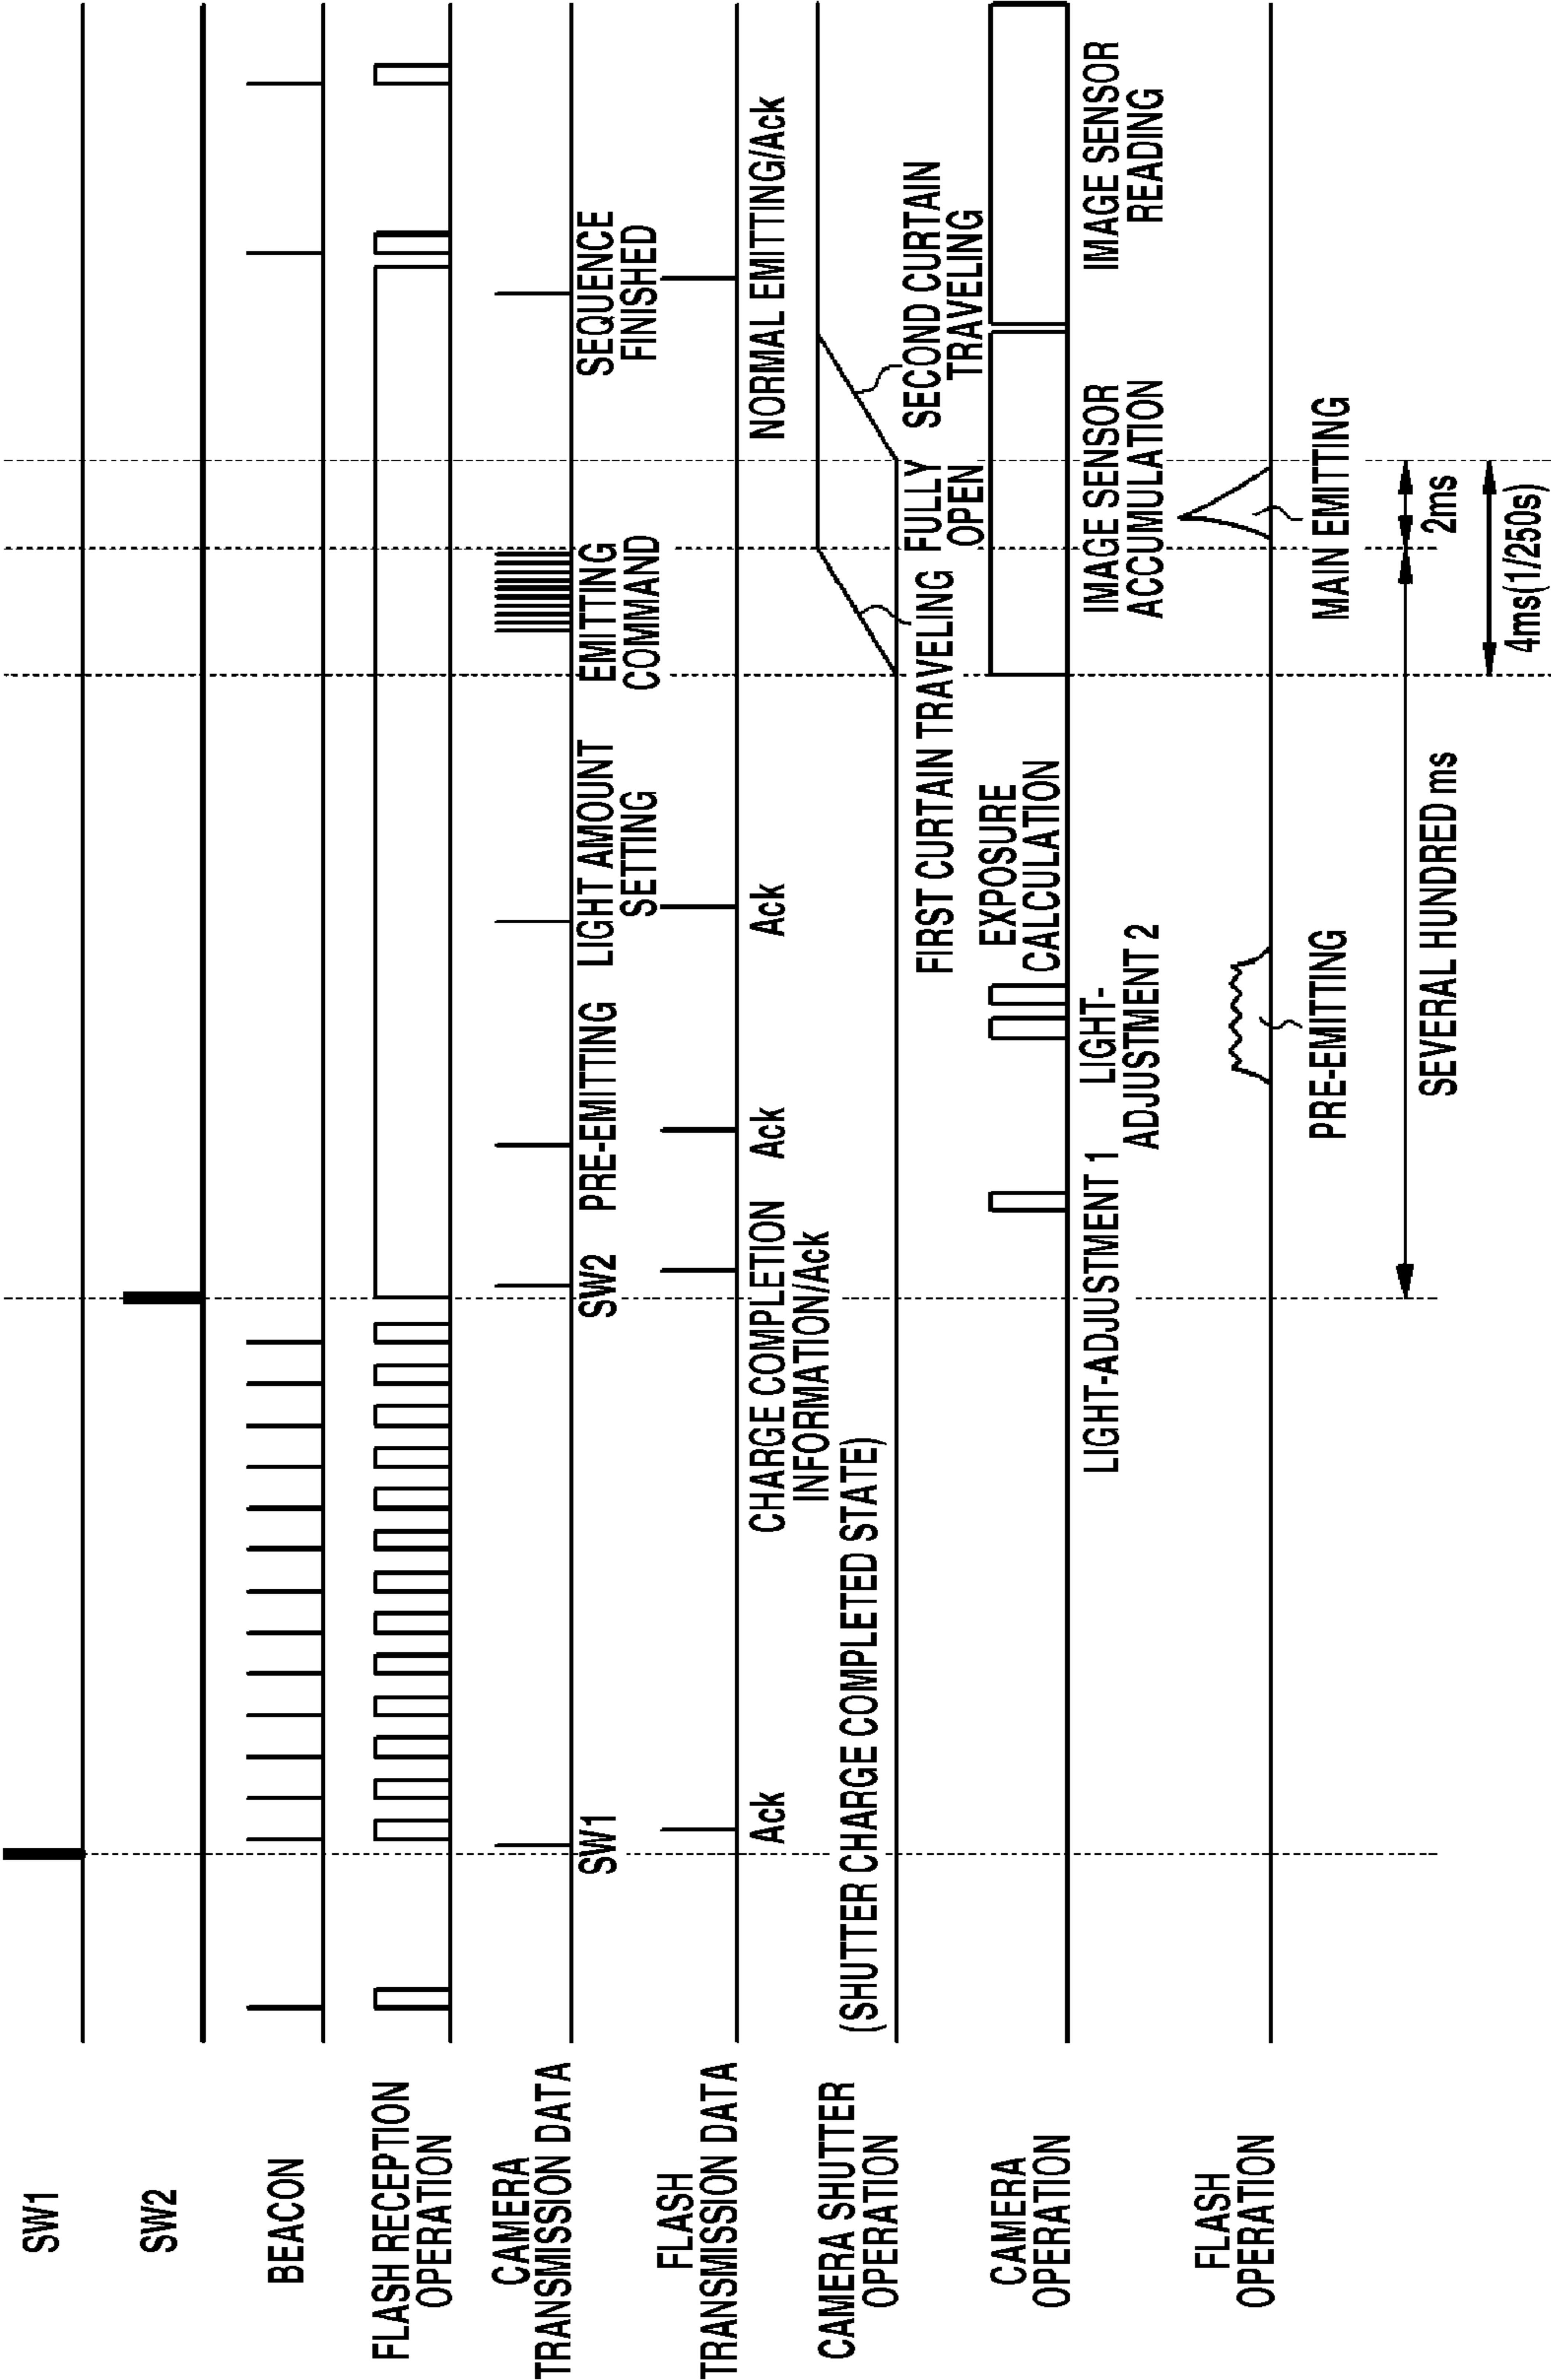 SW1
SW2
BEACON
FLASH RECEPTION
OPERATION
CAMERA
TRANSMISSION DATA
SW1
SW2
PRE-EMITTING
LIGHT AMOUNT
SETTING
EMITTING
COMMAND
SEQUENCE
FINISHED
FLASH
TRANSMISSION DATA
Ack
CHARGE COMPLETION
INFORMATION/Ack
Ack
Ack
NORMAL EMITTING/Ack
CAMERA SHUTTER
OPERATION
(SHUTTER CHARGE COMPLETED STATE)
FIRST CURTAIN TRAVELING
FULLY
OPEN
SECOND CURTAIN
TRAVELING
CAMERA
OPERATION
LIGHT-ADJUSTMENT 1
LIGHT-
ADJUSTMENT 2
EXPOSURE
CALCULATION
IMAGE SENSOR
ACCUMULATION
IMAGE SENSOR
READING
FLASH
OPERATION
PRE-EMITTING
MAIN EMITTING
SEVERAL HUNDRED ms
2ms
4ms(1/250s)